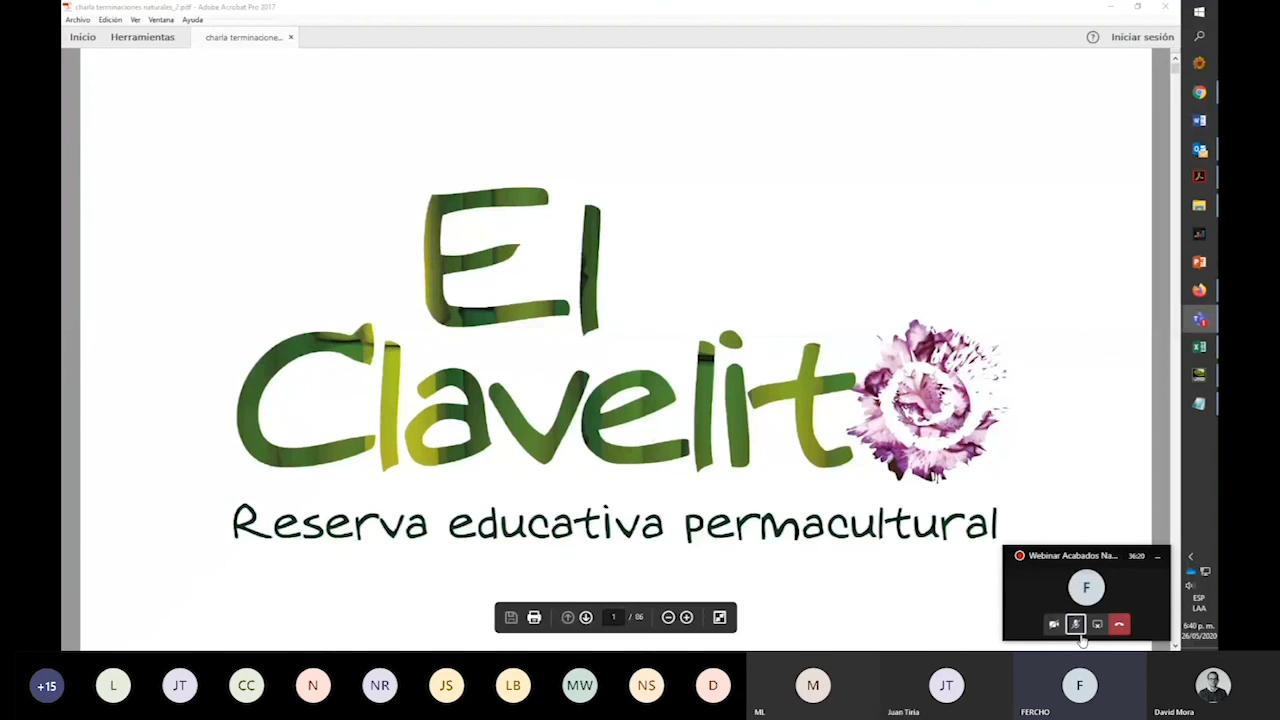 charla terminaciones naturales_2.pdf - Adobe Acrobat Pro 2017
Archivo Edición Ver Ventana Ayuda
Inicio Herramientas charla terminacione... × Iniciar sesión
El
Clavelito
Reserva educativa permacultural
Webinar Acabados Na... 36:20
F
1 / 86
ESP
LAA
6:40 p. m.
26/05/2020
+15 L JT CC N NR JS LB MW NS D M JT F
ML Juan Tiria FERCHO David Mora